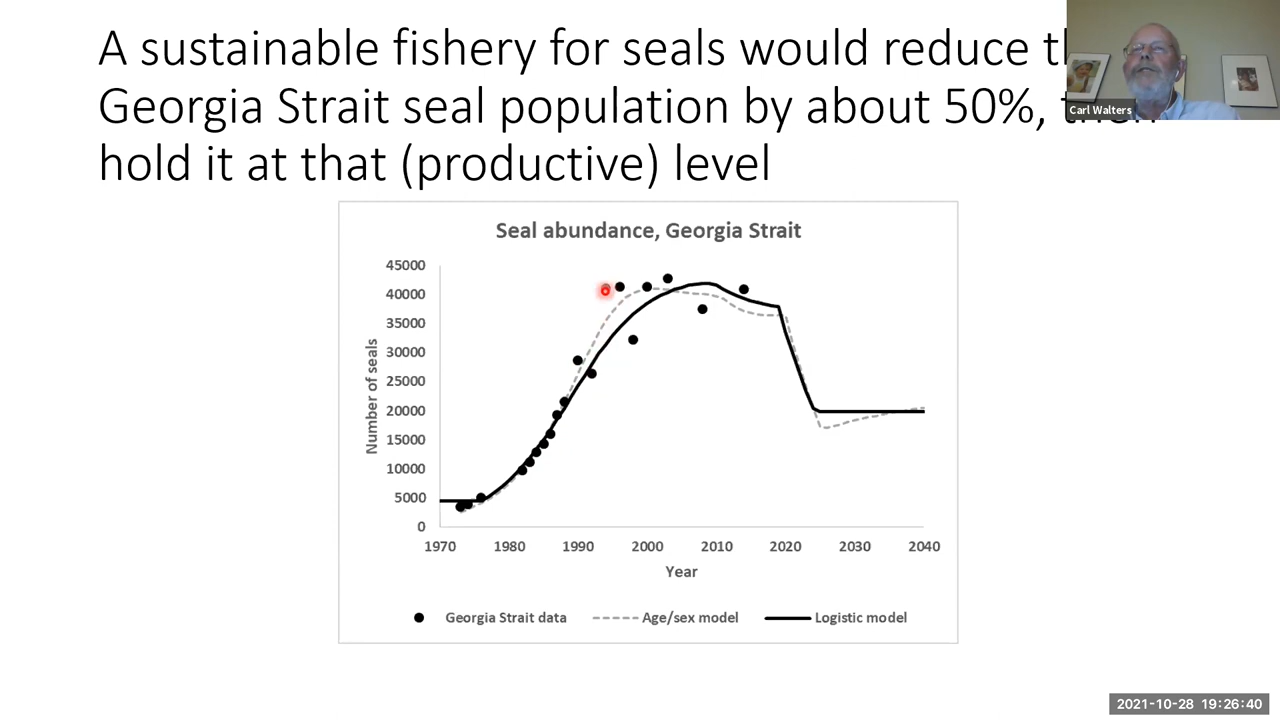 A sustainable fishery for seals would reduce
Georgia Strait seal population by about 50%,
hold it at that (productive) level
Carl Walters
Seal abundance, Georgia Strait
45000
40000
35000
30000
25000
20000
15000
10000
5000
0
Number of seals
1970 1980 1990 2000 2010 2020 2030 2040
Year
Georgia Strait data Age/sex model Logistic model
2021-10-28 19:26:40